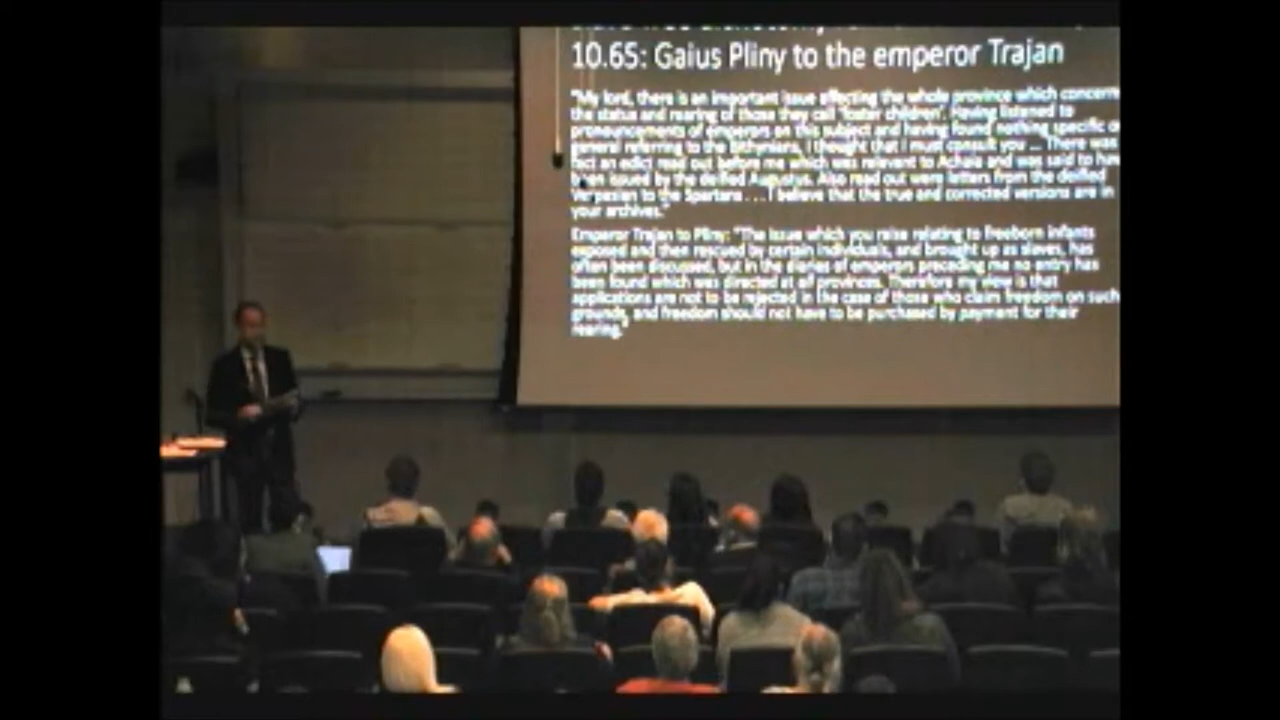 10.65: Gaius Pliny to the emperor Trajan
"My lord, there is an important issue affecting the whole province which concern
the status and rearing of those they call 'foster children'. Having listened to
pronouncements of emperors on this subject and having found nothing specific o
general referring to the Bithynians, I thought that I must consult you ... There was
fact an edict read out before me which was relevant to Achaia and was said to hav
been issued by the deified Augustus. Also read out were letters from the deified
Vespasian to the Spartans . . . I believe that the true and corrected versions are in
your archives."
Emperor Trajan to Pliny: "The issue which you raise relating to freeborn infants
exposed and then rescued by certain individuals, and brought up as slaves, has
often been discussed, but in the diaries of emperors preceding me no entry has
been found which was directed at all provinces. Therefore my view is that
applications are not to be rejected in the case of those who claim freedom on such
grounds, and freedom should not have to be purchased by payment for their
rearing."